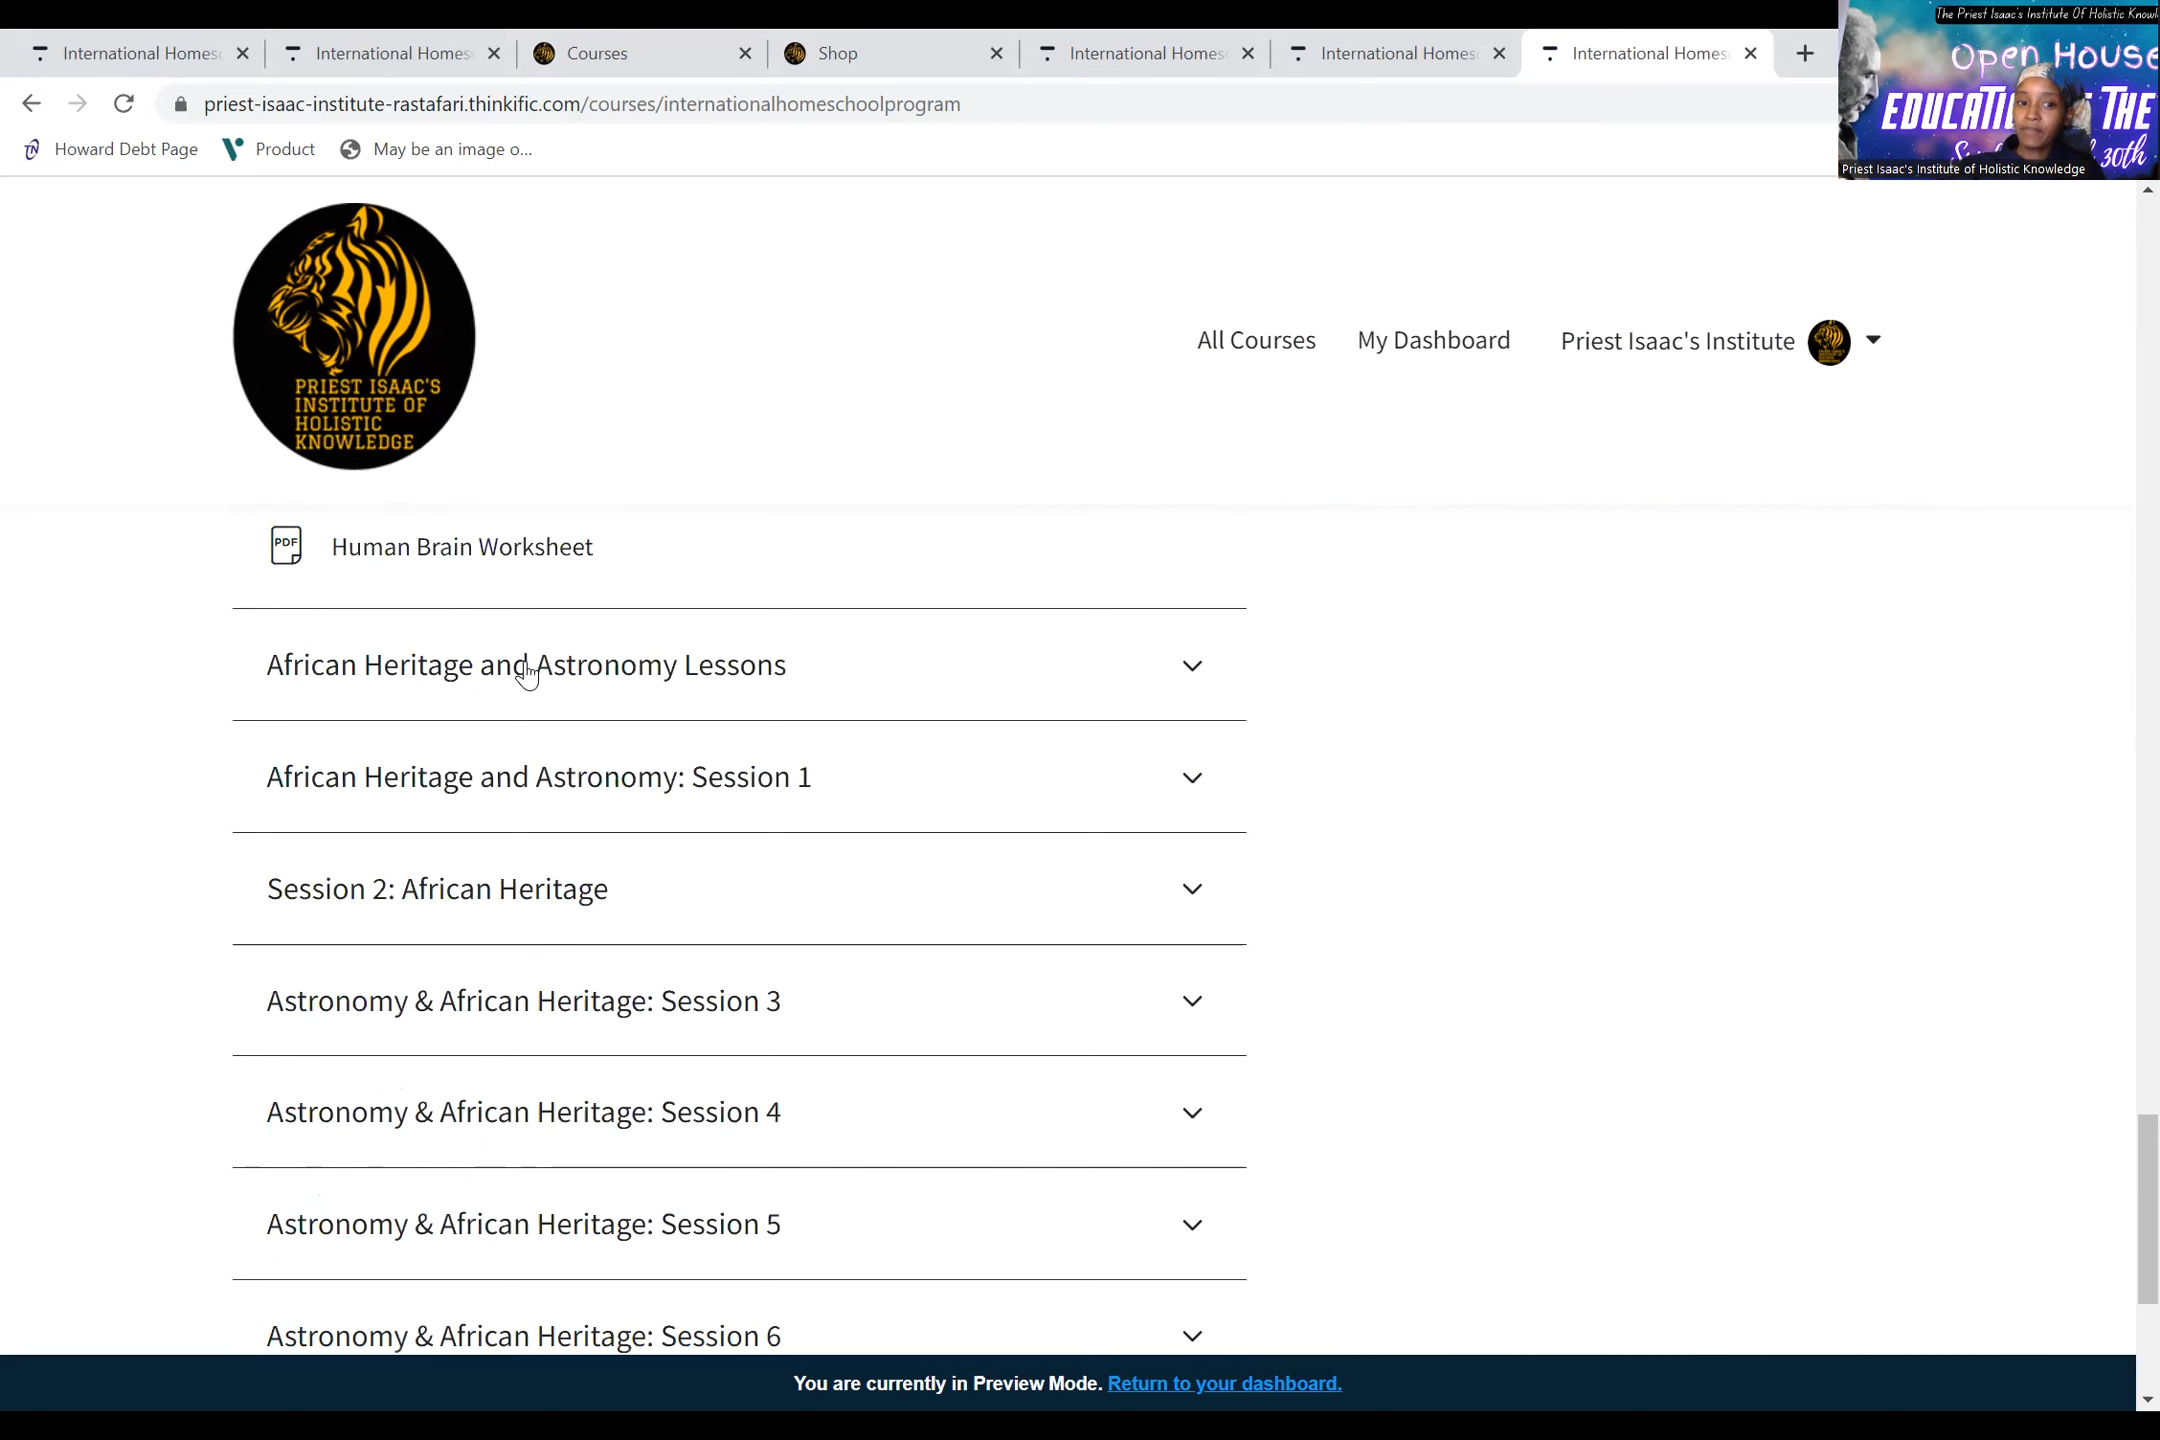 International Homes
International Homes
Courses
Shop
International Homes
International Homes
International Homes
priest-isaac-institute-rastafari.thinkific.com/courses/internationalhomeschoolprogram
Howard Debt Page
Product
May be an image o...
The Priest Isaac's Institute Of Holistic Knowl
Open House
THE
30th
Priest Isaac's Institute of Holistic Knowledge
PRIEST ISAAC'S
INSTITUTE OF
HOLISTIC
KNOWLEDGE
All Courses
My Dashboard
Priest Isaac's Institute
PDF
Human Brain Worksheet
African Heritage and Astronomy Lessons
African Heritage and Astronomy: Session 1
Session 2: African Heritage
Astronomy & African Heritage: Session 3
Astronomy & African Heritage: Session 4
Astronomy & African Heritage: Session 5
Astronomy & African Heritage: Session 6
You are currently in Preview Mode. Return to your dashboard.